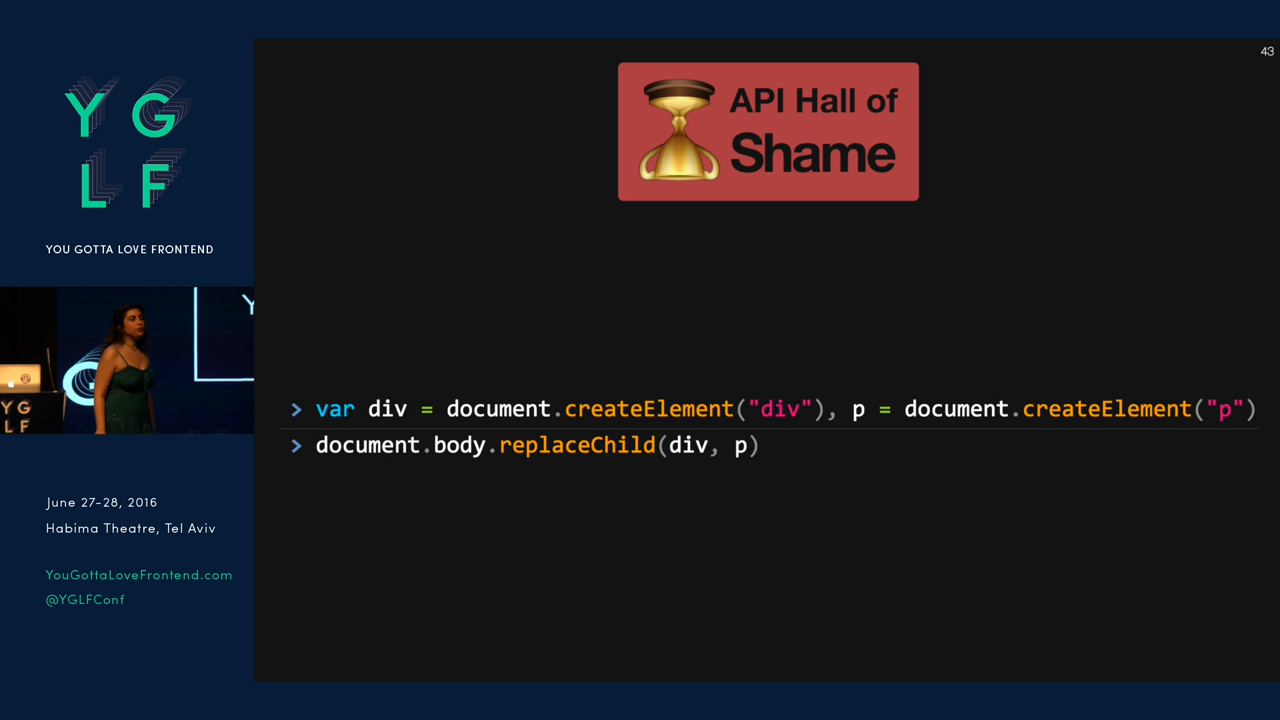 Y G
L F
YOU GOTTA LOVE FRONTEND
Y
G
Y G
L F
June 27-28, 2016
Habima Theatre, Tel Aviv
YouGottaLoveFrontend.com
@YGLFConf
43
API Hall of
Shame
> var div = document.createElement("div"), p = document.createElement("p")
> document.body.replaceChild(div, p)